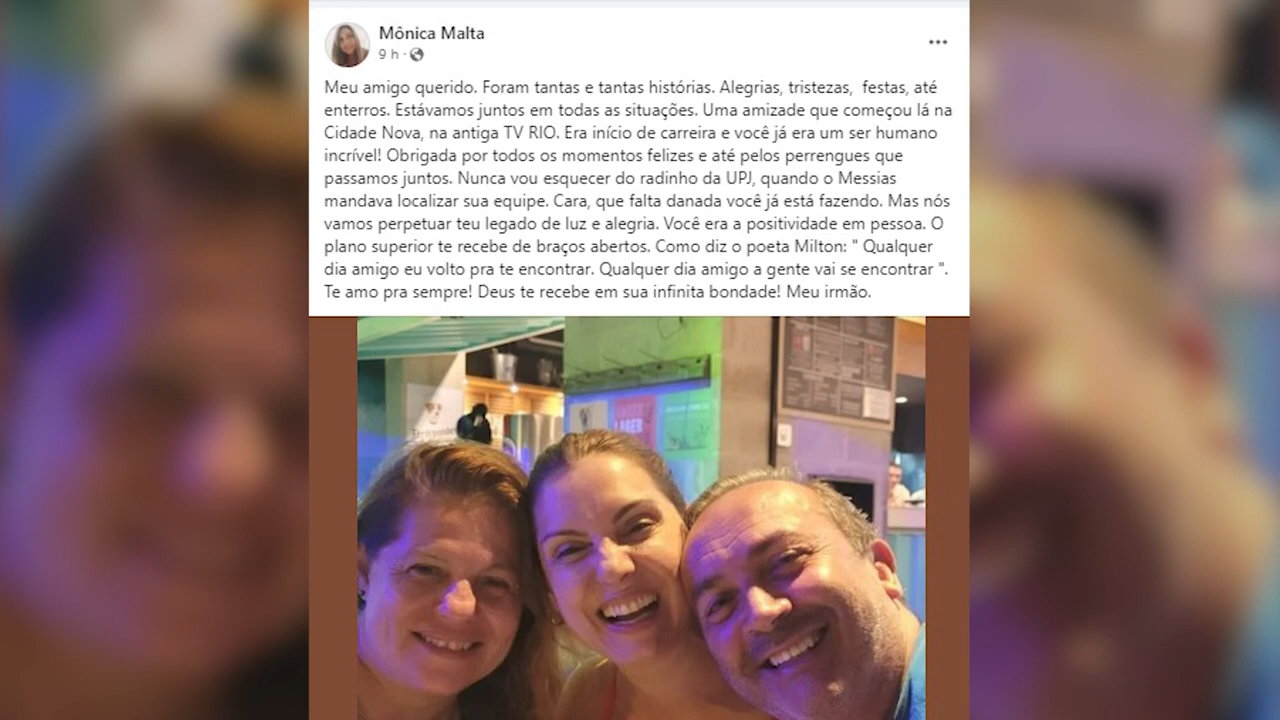 Mônica Malta
9 h ·
Meu amigo querido. Foram tantas e tantas histórias. Alegrias, tristezas, festas, até
enterros. Estávamos juntos em todas as situações. Uma amizade que começou lá na
Cidade Nova, na antiga TV RIO. Era início de carreira e você já era um ser humano
incrível! Obrigada por todos os momentos felizes e até pelos perrengues que
passamos juntos. Nunca vou esquecer do radinho da UPJ, quando o Messias
mandava localizar sua equipe. Cara, que falta danada você já está fazendo. Mas nós
vamos perpetuar teu legado de luz e alegria. Você era a positividade em pessoa. O
plano superior te recebe de braços abertos. Como diz o poeta Milton: " Qualquer
dia amigo eu volto pra te encontrar. Qualquer dia amigo a gente vai se encontrar ".
Te amo pra sempre! Deus te recebe em sua infinita bondade! Meu irmão.
LAGER